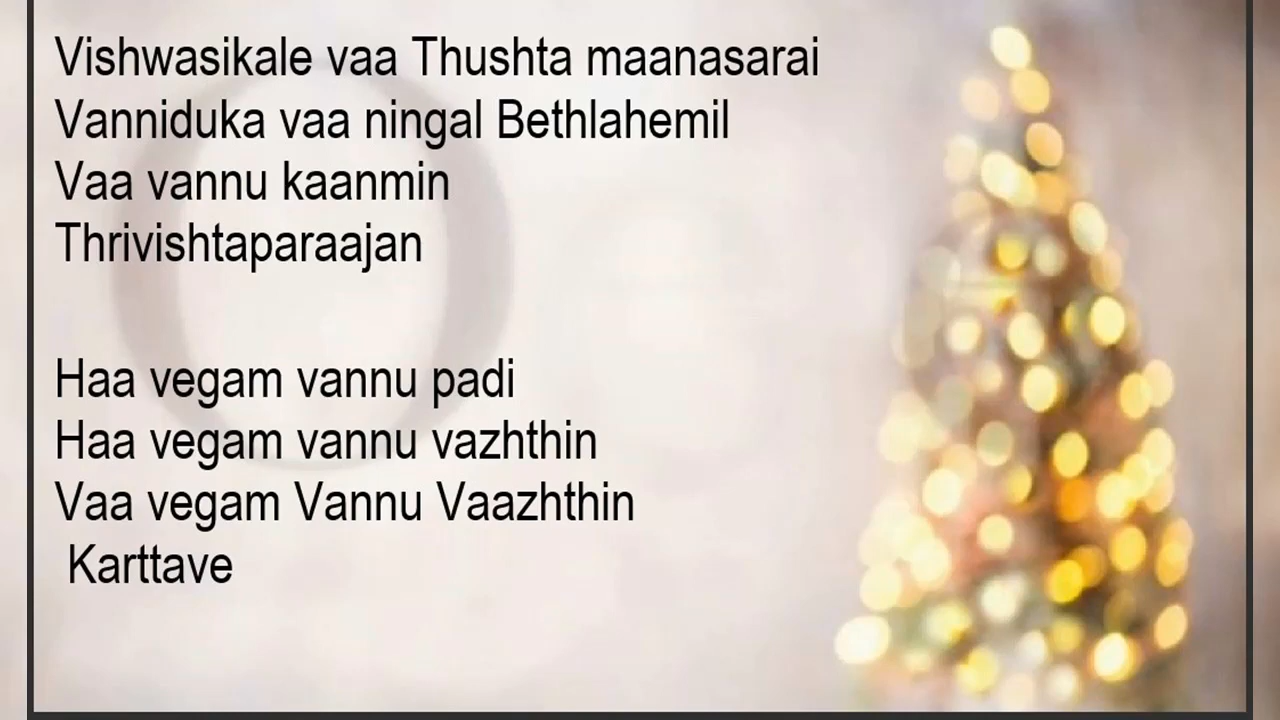 Vishwasikale vaa Thushta maanasarai
Vanniduka vaa ningal Bethlahemil
Vaa vannu kaanmin
Thrivishtaparaajan
Haa vegam vannu padi
Haa vegam vannu vazhthin
Vaa vegam Vannu Vaazhthin
Karttave